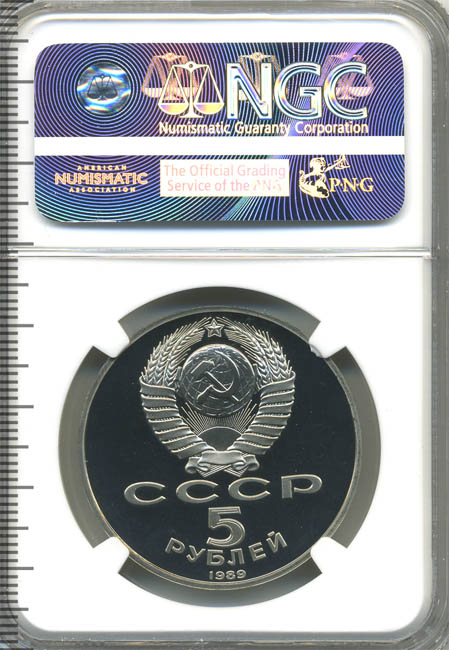 NGC
Numismatic Guaranty Corporation
AMERICAN
NUMISMATIC
ASSOCIATION
The Official Grading
Service of the PNG
P·N·G
СССР
5
РУБЛЕЙ
1989